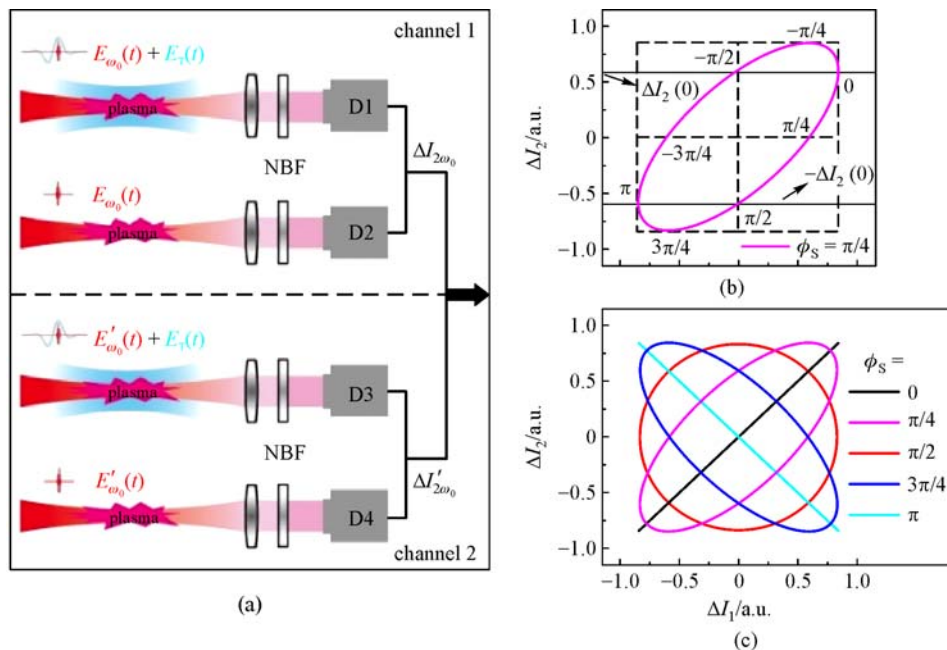 channel 1
E_{ω0}(t) + E_T(t)
plasma
D1
NBF
ΔI_{2ω0}
E_{ω0}(t)
plasma
D2
E'_{ω0}(t) + E_T(t)
plasma
D3
NBF
ΔI'_{2ω0}
E'_{ω0}(t)
plasma
D4
channel 2
(a)
1.0
0.5
0
−0.5
−1.0
ΔI_2/a.u.
−π/4
−π/2
ΔI_2 (0)
0
π/4
−3π/4
−ΔI_2 (0)
π
π/2
3π/4
ϕ_S = π/4
(b)
1.0
0.5
0
−0.5
−1.0
ΔI_2/a.u.
ϕ_S =
0
π/4
π/2
3π/4
π
−1.0 −0.5 0 0.5 1.0
ΔI_1/a.u.
(c)